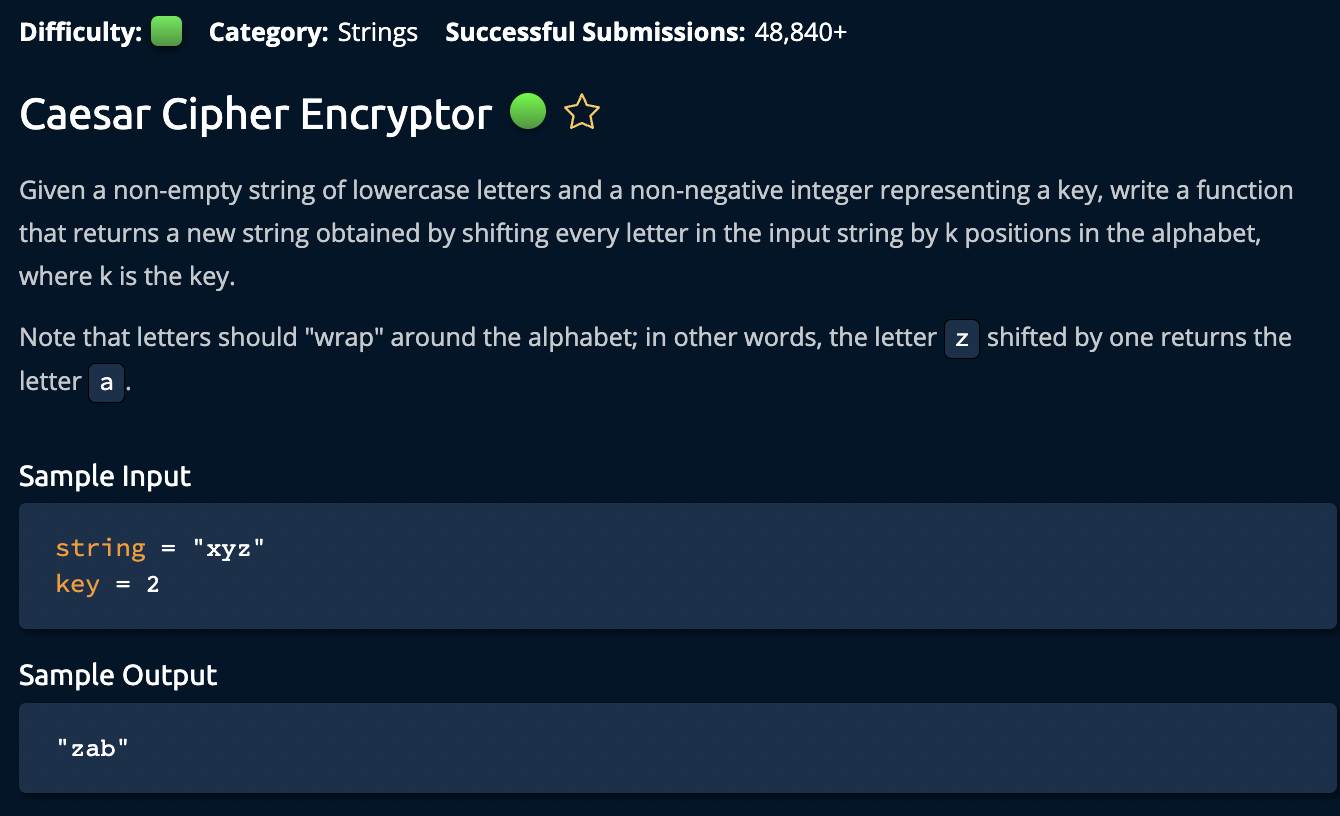 Difficulty: Category: Strings Successful Submissions: 48,840+
Caesar Cipher Encryptor
Given a non-empty string of lowercase letters and a non-negative integer representing a key, write a function
that returns a new string obtained by shifting every letter in the input string by k positions in the alphabet,
where k is the key.
Note that letters should "wrap" around the alphabet; in other words, the letter z shifted by one returns the
letter a .
Sample Input
string = "xyz"
key = 2
Sample Output
"zab"